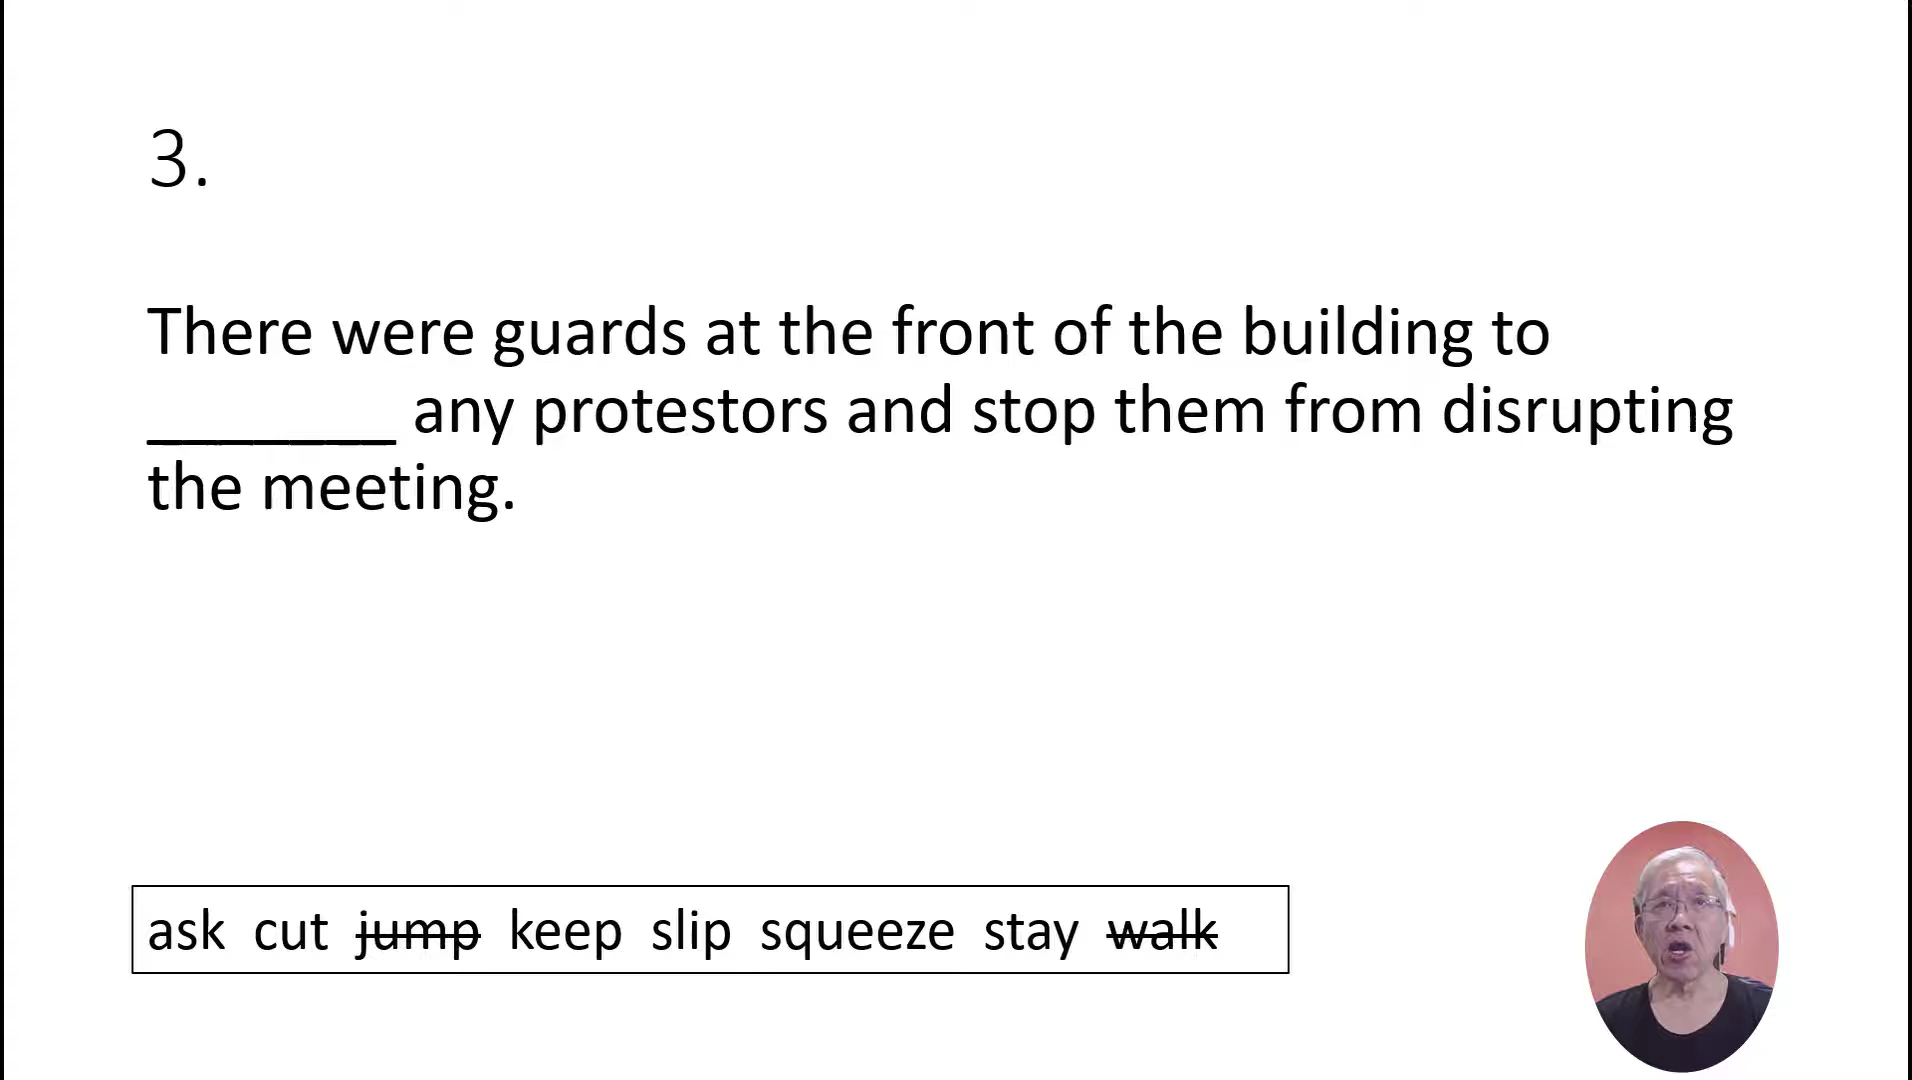 3.
There were guards at the front of the building to
________ any protestors and stop them from disrupting
the meeting.
ask cut jump keep slip squeeze stay walk